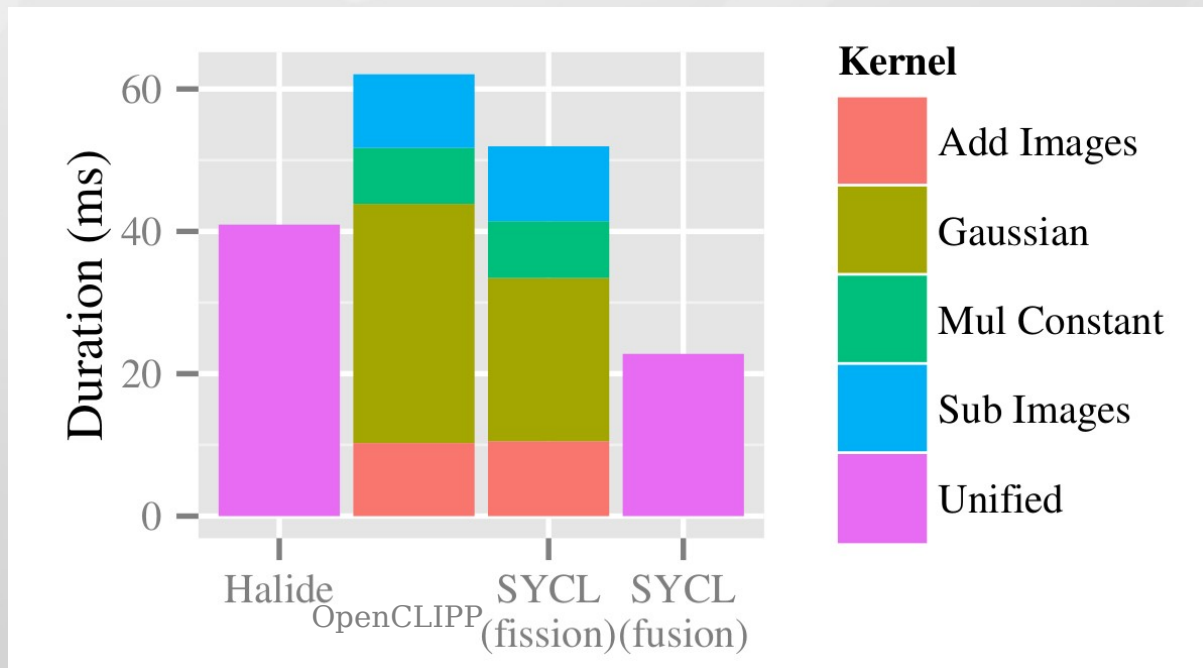 Duration (ms)
60
40
20
0
Halide
OpenCLIPP
SYCL
(fission)
SYCL
(fusion)
Kernel
Add Images
Gaussian
Mul Constant
Sub Images
Unified